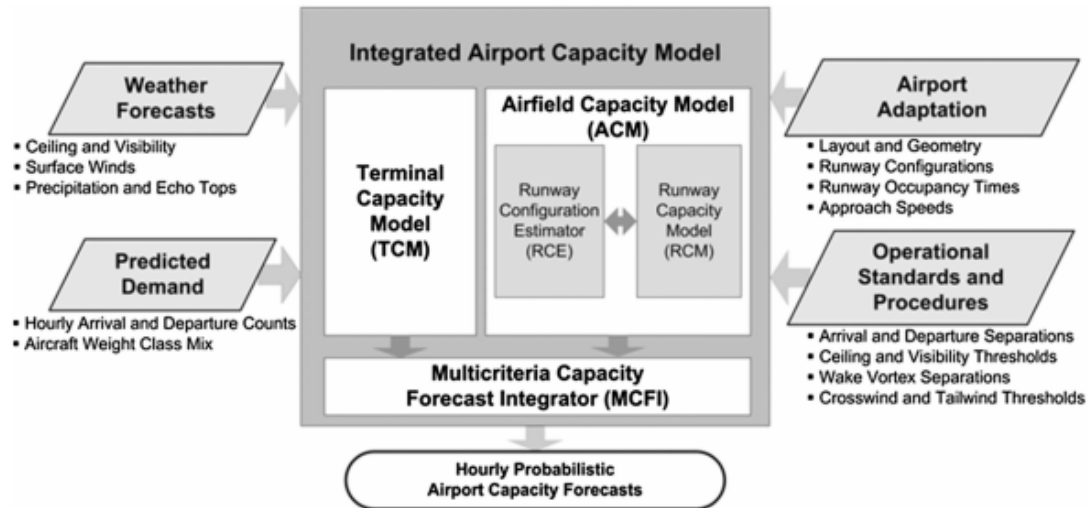 Integrated Airport Capacity Model
Weather
Forecasts
▪ Ceiling and Visibility
▪ Surface Winds
▪ Precipitation and Echo Tops
Predicted
Demand
▪ Hourly Arrival and Departure Counts
▪ Aircraft Weight Class Mix
Terminal
Capacity
Model
(TCM)
Airfield Capacity Model
(ACM)
Runway
Configuration
Estimator
(RCE)
Runway
Capacity
Model
(RCM)
Multicriteria Capacity
Forecast Integrator (MCFI)
Hourly Probabilistic
Airport Capacity Forecasts
Airport
Adaptation
▪ Layout and Geometry
▪ Runway Configurations
▪ Runway Occupancy Times
▪ Approach Speeds
Operational
Standards and
Procedures
▪ Arrival and Departure Separations
▪ Ceiling and Visibility Thresholds
▪ Wake Vortex Separations
▪ Crosswind and Tailwind Thresholds